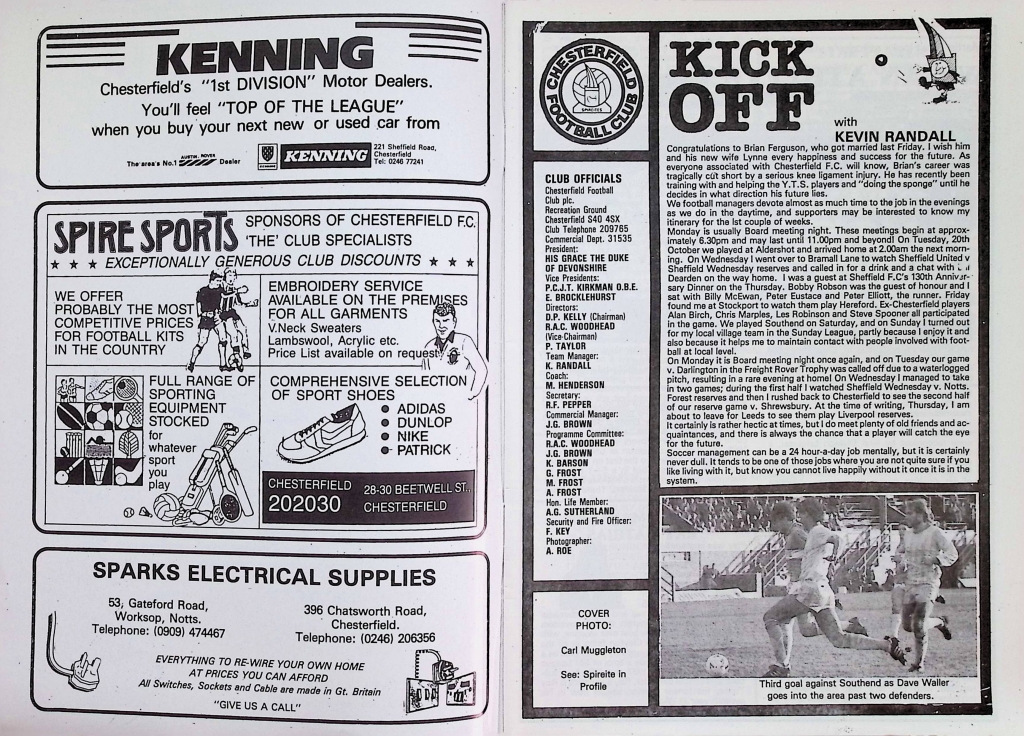 KENNING
Chesterfield's "1st DIVISION" Motor Dealers.
You'll feel "TOP OF THE LEAGUE"
when you buy your next new or used car from
The area's No.1 AUSTIN ROVER Dealer
KENNING
221 Sheffield Road,
Chesterfield
Tel: 0246 77241
SPIRE SPORTS
SPONSORS OF CHESTERFIELD F.C.
'THE' CLUB SPECIALISTS
★ ★ ★ EXCEPTIONALLY GENEROUS CLUB DISCOUNTS ★ ★ ★
WE OFFER
PROBABLY THE MOST
COMPETITIVE PRICES
FOR FOOTBALL KITS
IN THE COUNTRY
EMBROIDERY SERVICE
AVAILABLE ON THE PREMISES
FOR ALL GARMENTS
V.Neck Sweaters
Lambswool, Acrylic etc.
Price List available on request
FULL RANGE OF
SPORTING
EQUIPMENT
STOCKED
for
whatever
sport
you
play
COMPREHENSIVE SELECTION
OF SPORT SHOES
● ADIDAS
● DUNLOP
● NIKE
● PATRICK
CHESTERFIELD
202030
28-30 BEETWELL ST.,
CHESTERFIELD
SPARKS ELECTRICAL SUPPLIES
53, Gateford Road,
Worksop, Notts.
Telephone: (0909) 474467
396 Chatsworth Road,
Chesterfield.
Telephone: (0246) 206356
EVERYTHING TO RE-WIRE YOUR OWN HOME
AT PRICES YOU CAN AFFORD
All Switches, Sockets and Cable are made in Gt. Britain
"GIVE US A CALL"
CHESTERFIELD
SPIREITES
FOOTBALL CLUB
CLUB OFFICIALS
Chesterfield Football
Club plc.
Recreation Ground
Chesterfield S40 4SX
Club Telephone 209765
Commercial Dept. 31535
President:
HIS GRACE THE DUKE
OF DEVONSHIRE
Vice Presidents:
P.C.J.T. KIRKMAN O.B.E.
E. BROCKLEHURST
Directors:
D.P. KELLY (Chairman)
R.A.C. WOODHEAD
(Vice-Chairman)
P. TAYLOR
Team Manager:
K. RANDALL
Coach:
M. HENDERSON
Secretary:
R.F. PEPPER
Commercial Manager:
J.G. BROWN
Programme Committee:
R.A.C. WOODHEAD
J.G. BROWN
K. BARSON
G. FROST
M. FROST
A. FROST
Hon. Life Member:
A.G. SUTHERLAND
Security and Fire Officer:
F. KEY
Photographer:
A. ROE
COVER
PHOTO:
Carl Muggleton
See: Spireite in
Profile
KICK
OFF
with
KEVIN RANDALL
Congratulations to Brian Ferguson, who got married last Friday. I wish him
and his new wife Lynne every happiness and success for the future. As
everyone associated with Chesterfield F.C. will know, Brian's career was
tragically cut short by a serious knee ligament injury. He has recently been
training with and helping the Y.T.S. players and "doing the sponge" until he
decides in what direction his future lies.
We football managers devote almost as much time to the job in the evenings
as we do in the daytime, and supporters may be interested to know my
itinerary for the lst couple of weeks.
Monday is usually Board meeting night. These meetings begin at approx-
imately 6.30pm and may last until 11.00pm and beyond! On Tuesday, 20th
October we played at Aldershot and arrived home at 2.00am the next morn-
ing. On Wednesday I went over to Bramall Lane to watch Sheffield United v
Sheffield Wednesday reserves and called in for a drink and a chat with
Dearden on the way home. I was a guest at Sheffield F.C's 130th Anniver-
sary Dinner on the Thursday. Bobby Robson was the guest of honour and I
sat with Billy McEwan, Peter Eustace and Peter Elliott, the runner. Friday
found me at Stockport to watch them play Hereford. Ex-Chesterfield players
Alan Birch, Chris Marples, Les Robinson and Steve Spooner all participated
in the game. We played Southend on Saturday, and on Sunday I turned out
for my local village team in the Sunday League, partly because I enjoy it and
also because it helps me to maintain contact with people involved with foot-
ball at local level.
On Monday it is Board meeting night once again, and on Tuesday our game
v. Darlington in the Freight Rover Trophy was called off due to a waterlogged
pitch, resulting in a rare evening at home! On Wednesday I managed to take
in two games; during the first half I watched Sheffield Wednesday v. Notts.
Forest reserves and then I rushed back to Chesterfield to see the second half
of our reserve game v. Shrewsbury. At the time of writing, Thursday, I am
about to leave for Leeds to see them play Liverpool reserves.
It certainly is rather hectic at times, but I do meet plenty of old friends and ac-
quaintances, and there is always the chance that a player will catch the eye
for the future.
Soccer management can be a 24 hour-a-day job mentally, but it is certainly
never dull. It tends to be one of those jobs where you are not quite sure if you
like living with it, but know you cannot live happily without it once it is in the
system.
Third goal against Southend as Dave Waller
goes into the area past two defenders.